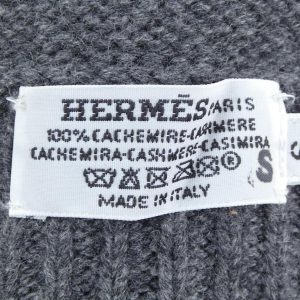 HERMÈS PARIS
100% CACHEMIRE-CASHMERE
CACHEMIRA-CASHMERE-CASIMIRA
S
MADE IN ITALY